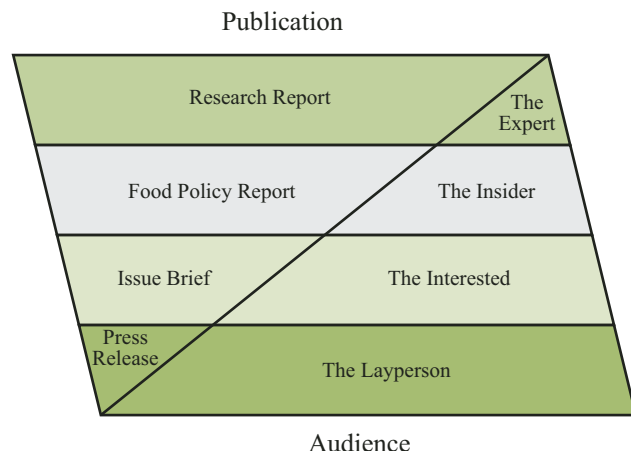 Publication
Research Report
The
Expert
Food Policy Report
The Insider
Issue Brief
The Interested
Press
Release
The Layperson
Audience